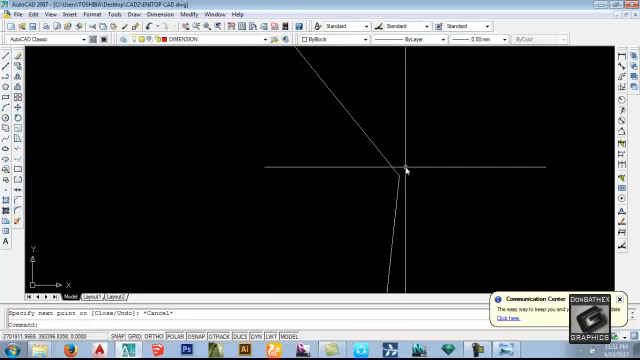 AutoCAD 2007 - [C:\Users\TOSHIBA\Desktop\CADZ\ENITOP CAD.dwg]
File Edit View Insert Format Tools Draw Dimension Modify Window Help
Standard Standard Standard
AutoCAD Classic DIMENSION ByBlock ByLayer 0.00 mm ByColor
Y
X
Model Layout1 Layout2
Communication Center
Click here.
DONBATHEX
GRAPHICS
Specify next point or [Close/Undo]: *Cancel*
Command:
SNAP GRID ORTHO POLAR OSNAP OTRACK DUCS DYN LWT MODEL